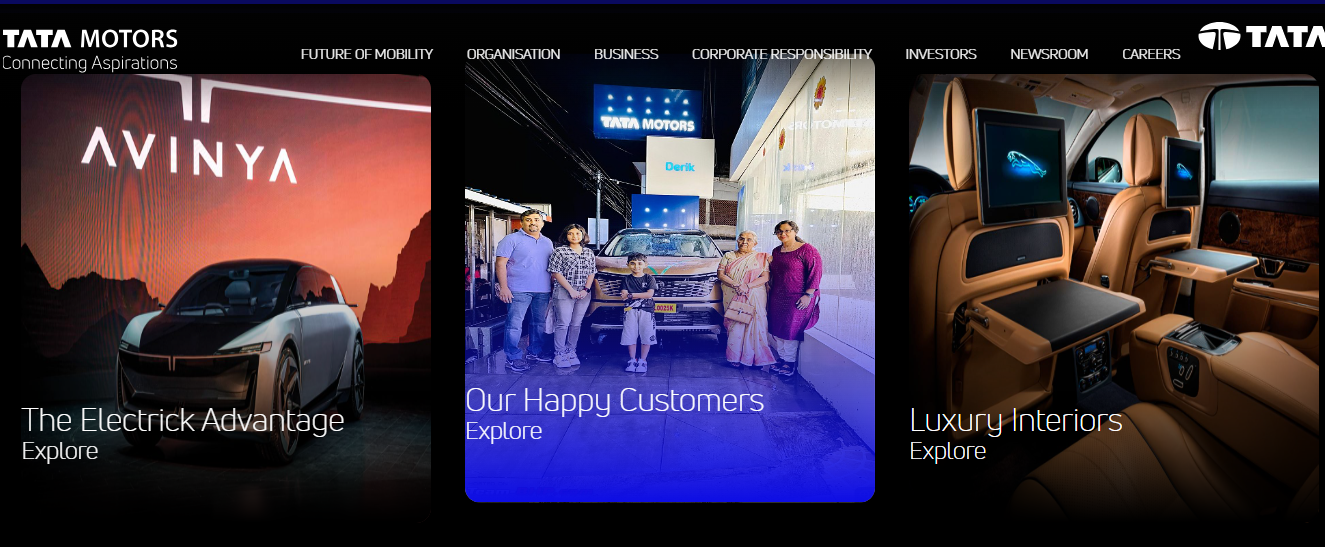 TATA MOTORS
Connecting Aspirations
FUTURE OF MOBILITY
ORGANISATION
BUSINESS
CORPORATE RESPONSIBILITY
INVESTORS
NEWSROOM
CAREERS
TATA
AVINYA
The Electrick Advantage
Explore
TATA MOTORS
Derik
Our Happy Customers
Explore
Luxury Interiors
Explore